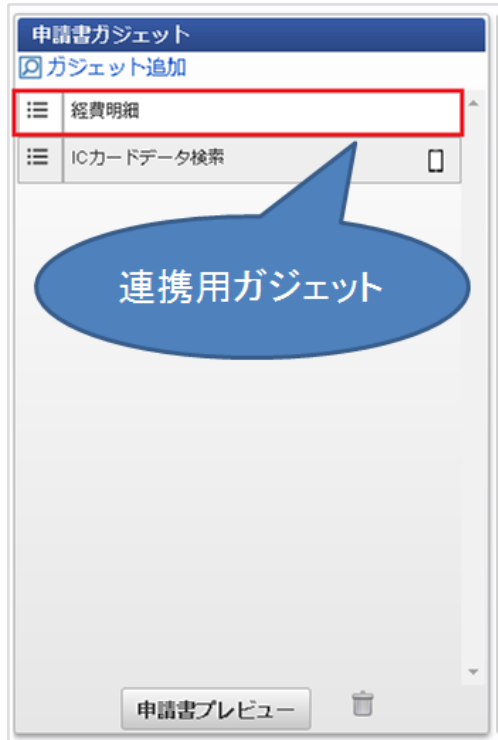 申請書ガジェット
ガジェット追加
経費明細
ICカードデータ検索
連携用ガジェット
申請書プレビュー